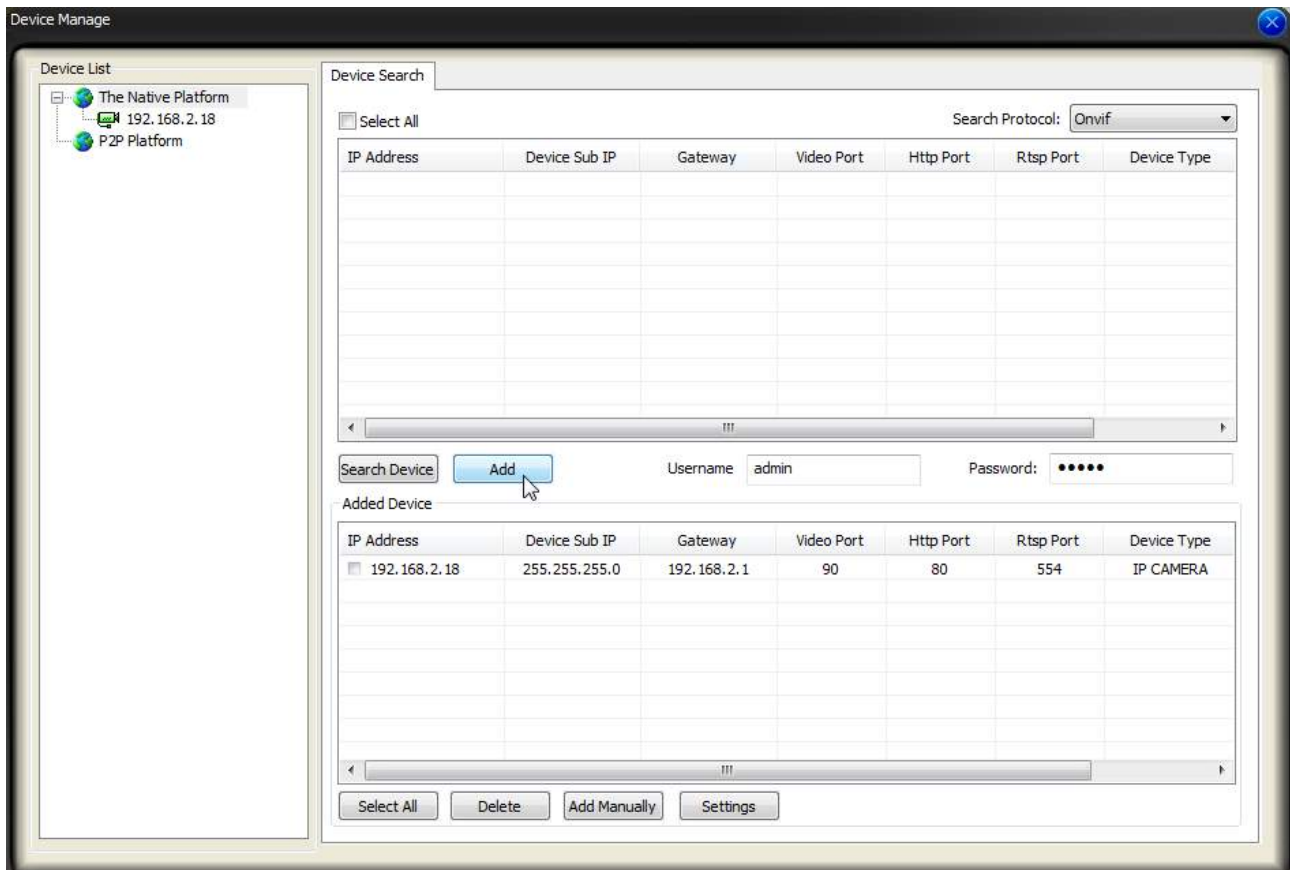 Device Manage
Device List
The Native Platform
192.168.2.18
P2P Platform
Device Search
Select All Search Protocol: Onvif
IP Address Device Sub IP Gateway Video Port Http Port Rtsp Port Device Type
Search Device Add Username admin Password: •••••
Added Device
IP Address Device Sub IP Gateway Video Port Http Port Rtsp Port Device Type
192.168.2.18 255.255.255.0 192.168.2.1 90 80 554 IP CAMERA
Select All Delete Add Manually Settings